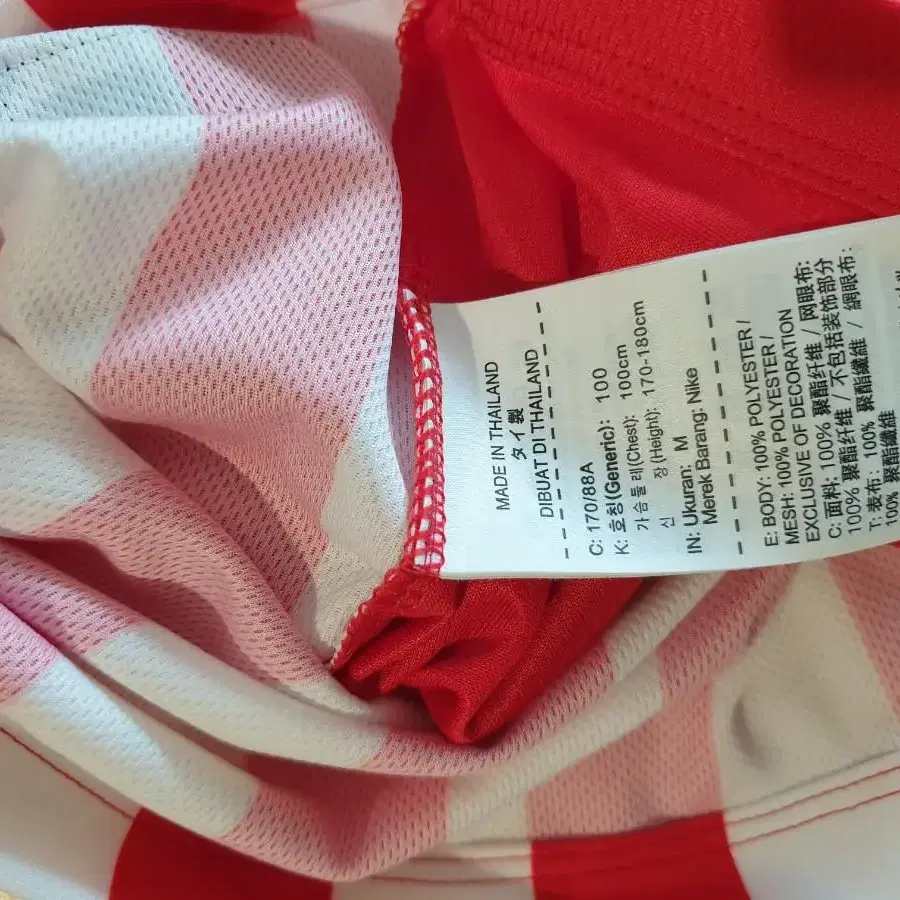 MADE IN THAILAND
タイ製
DIBUAT DI THAILAND
C: 170/88A
K: 호칭(Generic): 100
가슴둘레(Chest): 100cm
신 장(Height): 170-180cm
IN: Ukuran: M
Merek Barang: Nike
E: BODY: 100% POLYESTER /
MESH: 100% POLYESTER /
EXCLUSIVE OF DECORATION
C: 面料: 100% 聚酯纤维 / 网眼布:
100% 聚酯纤维 / 不包括装饰部分
T: 表布: 100% 聚酯纖維 / 網眼布:
100% 聚酯纖維